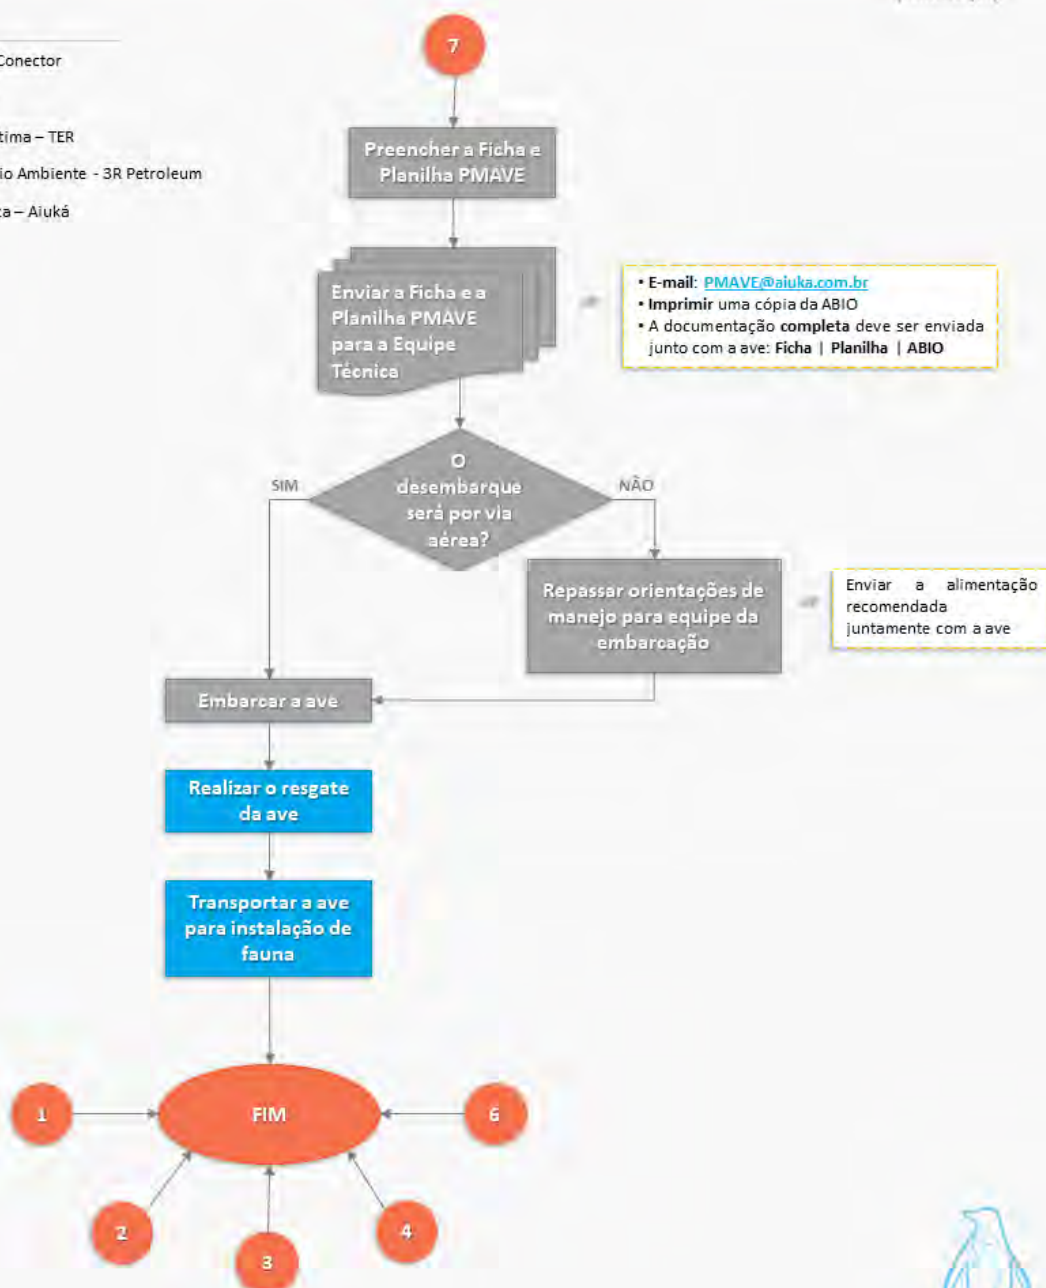 7
Conector
tima – TER
io Ambiente - 3R Petroleum
ta – Aiuká
Preencher a Ficha e
Planilha PMAVE
Enviar a Ficha e a
Planilha PMAVE
para a Equipe
Técnica
• E-mail: PMAVE@aiuka.com.br
• Imprimir uma cópia da ABIO
• A documentação completa deve ser enviada
junto com a ave: Ficha | Planilha | ABIO
O
desembarque
será por via
aérea?
SIM
NÃO
Repassar orientações de
manejo para equipe da
embarcação
Enviar a alimentação
recomendada
juntamente com a ave
Embarcar a ave
Realizar o resgate
da ave
Transportar a ave
para instalação de
fauna
FIM
1
6
2
4
3